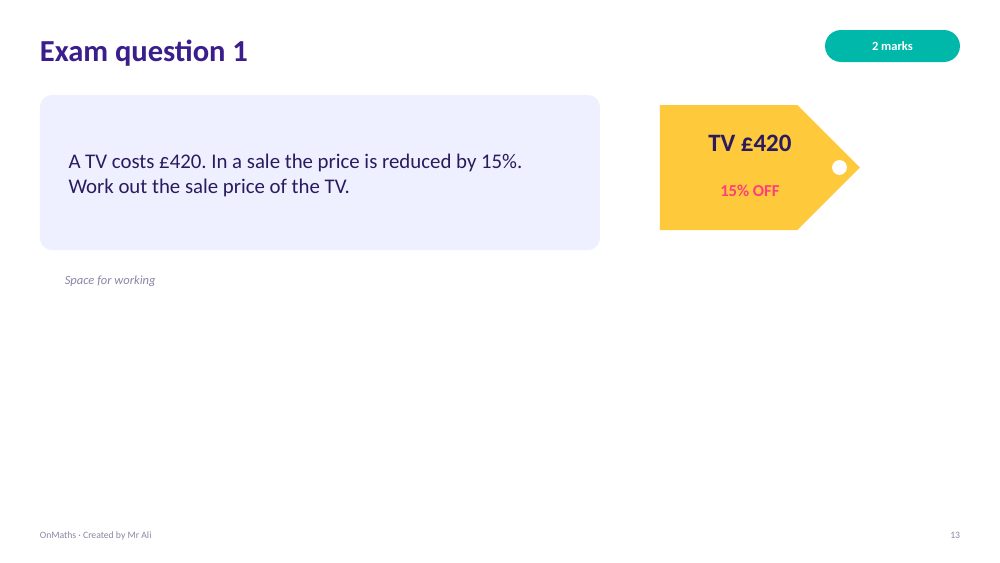 Exam question 1
2 marks
A TV costs £420. In a sale the price is reduced by 15%.
Work out the sale price of the TV.
TV £420
15% OFF
Space for working
OnMaths · Created by Mr Ali
13